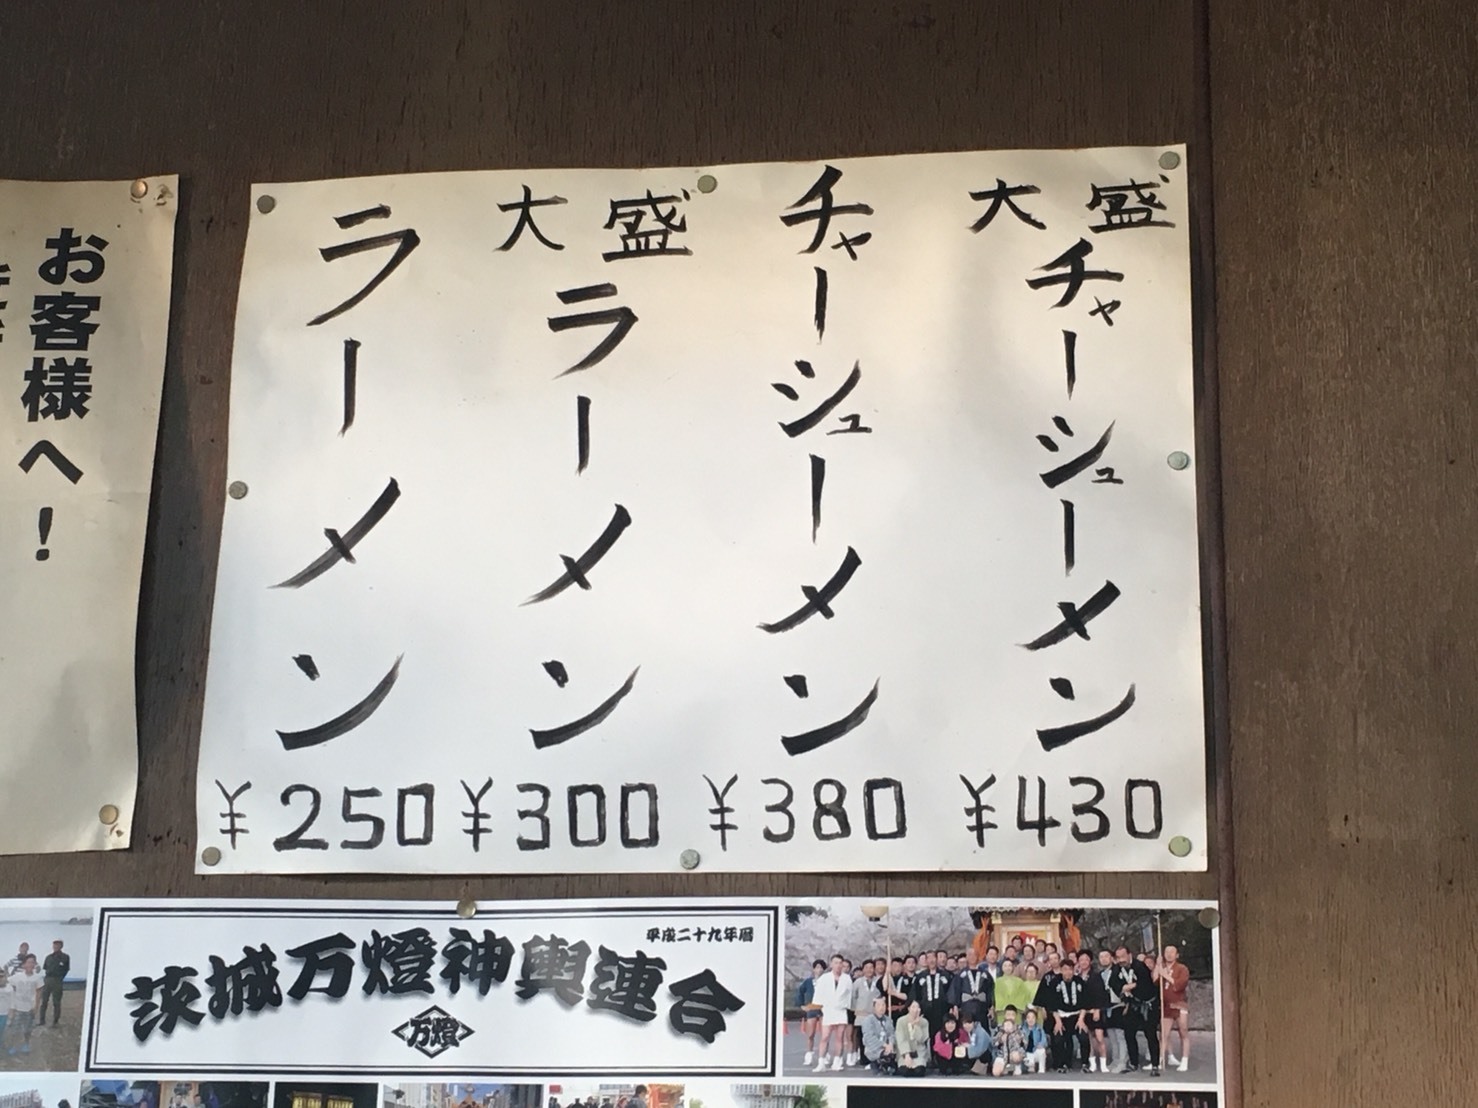 大盛
チャーシューメン
¥430
チャーシューメン
¥380
大盛
ラーメン
¥300
ラーメン
¥250
お客様へ!
平成二十九年暦
茨城万燈神輿連合
万燈